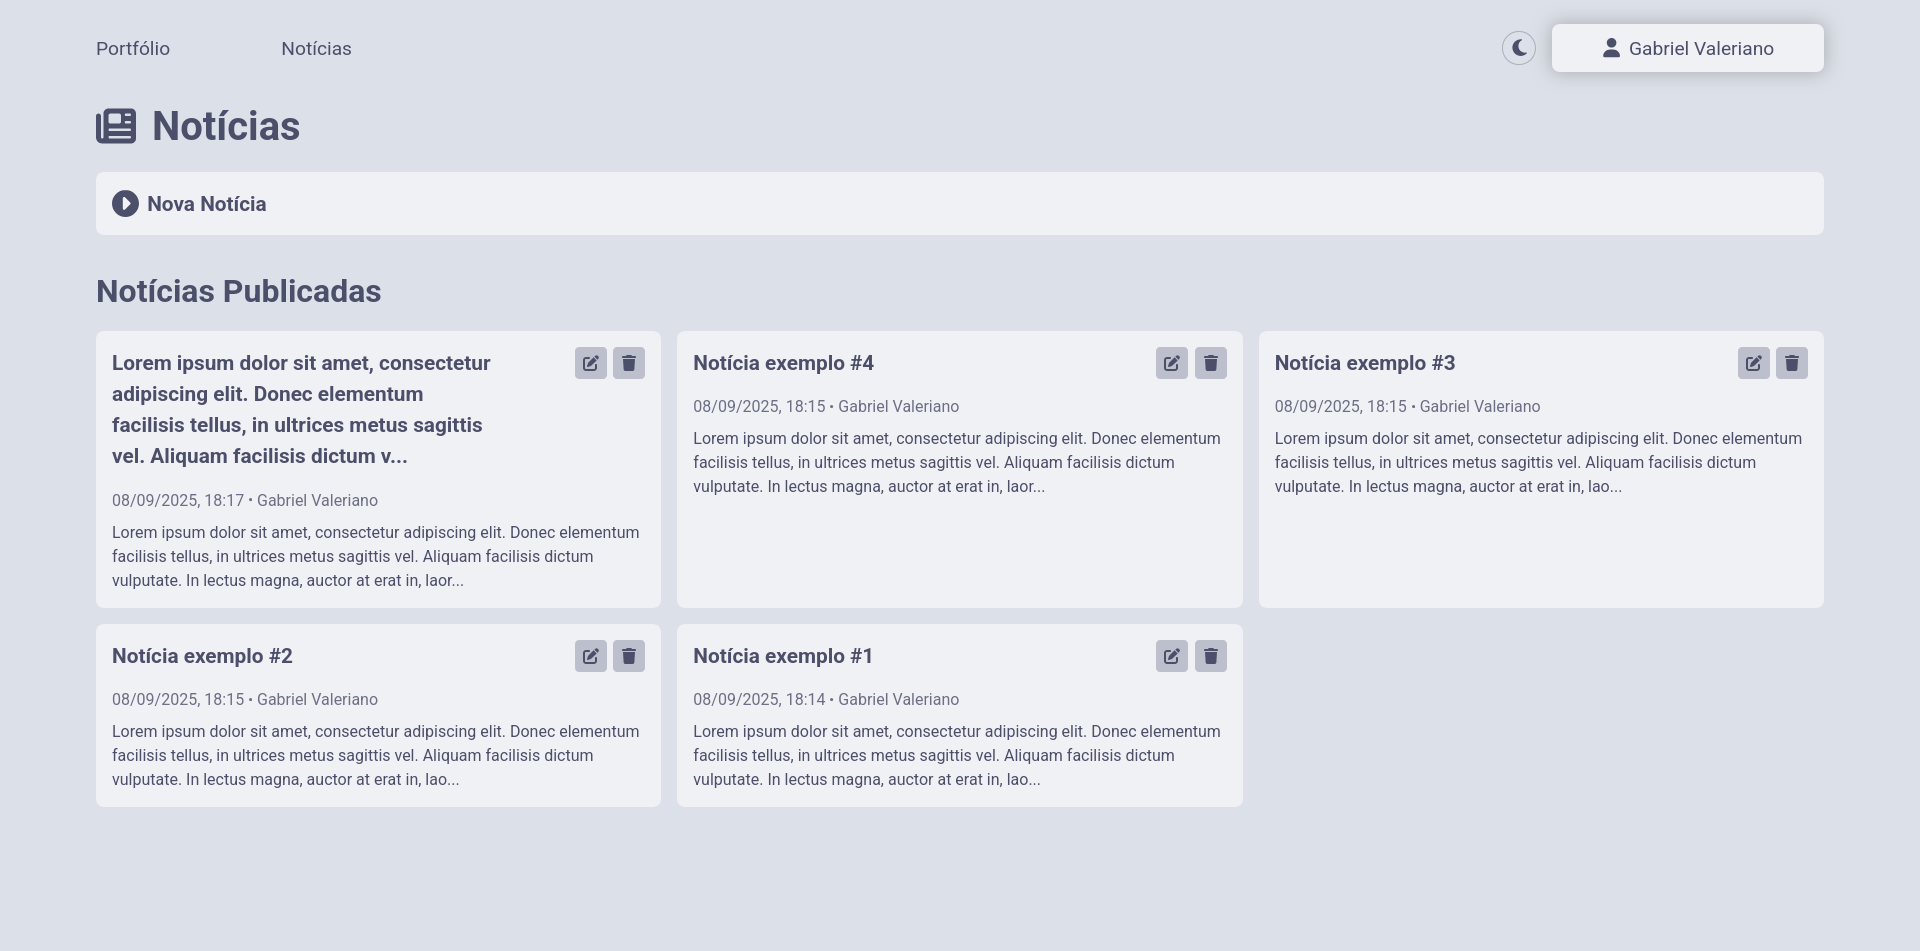 Portfólio
Notícias
Gabriel Valeriano
Notícias
Nova Notícia
Notícias Publicadas
Lorem ipsum dolor sit amet, consectetur
adipiscing elit. Donec elementum
facilisis tellus, in ultrices metus sagittis
vel. Aliquam facilisis dictum v...
08/09/2025, 18:17 • Gabriel Valeriano
Lorem ipsum dolor sit amet, consectetur adipiscing elit. Donec elementum
facilisis tellus, in ultrices metus sagittis vel. Aliquam facilisis dictum
vulputate. In lectus magna, auctor at erat in, laor...
Notícia exemplo #4
08/09/2025, 18:15 • Gabriel Valeriano
Lorem ipsum dolor sit amet, consectetur adipiscing elit. Donec elementum
facilisis tellus, in ultrices metus sagittis vel. Aliquam facilisis dictum
vulputate. In lectus magna, auctor at erat in, laor...
Notícia exemplo #3
08/09/2025, 18:15 • Gabriel Valeriano
Lorem ipsum dolor sit amet, consectetur adipiscing elit. Donec elementum
facilisis tellus, in ultrices metus sagittis vel. Aliquam facilisis dictum
vulputate. In lectus magna, auctor at erat in, lao...
Notícia exemplo #2
08/09/2025, 18:15 • Gabriel Valeriano
Lorem ipsum dolor sit amet, consectetur adipiscing elit. Donec elementum
facilisis tellus, in ultrices metus sagittis vel. Aliquam facilisis dictum
vulputate. In lectus magna, auctor at erat in, lao...
Notícia exemplo #1
08/09/2025, 18:14 • Gabriel Valeriano
Lorem ipsum dolor sit amet, consectetur adipiscing elit. Donec elementum
facilisis tellus, in ultrices metus sagittis vel. Aliquam facilisis dictum
vulputate. In lectus magna, auctor at erat in, lao...